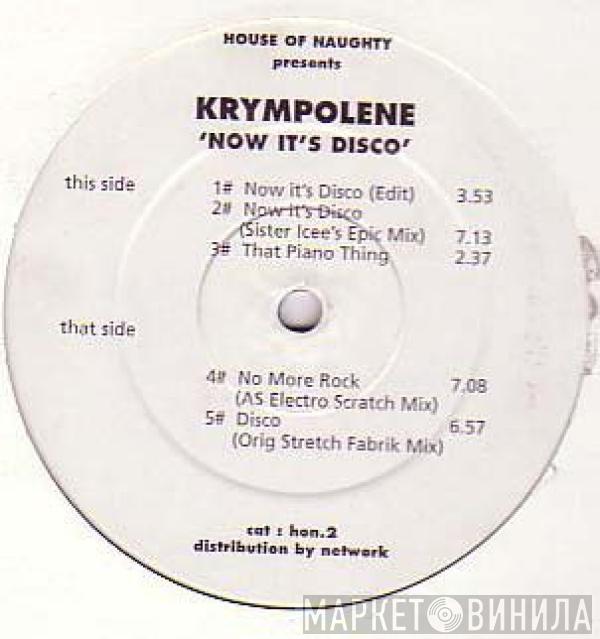 HOUSE OF NAUGHTY
presents
KRYMPOLENE
'NOW IT'S DISCO'
this side
1# Now it's Disco (Edit) 3.53
2# Now it's Disco
(Sister Icee's Epic Mix) 7.13
3# That Piano Thing 2.37
that side
4# No More Rock 7.08
(AS Electro Scratch Mix)
5# Disco 6.57
(Orig Stretch Fabrik Mix)
cat : hon.2
distribution by network
МАРКЕТ ВИНИЛА